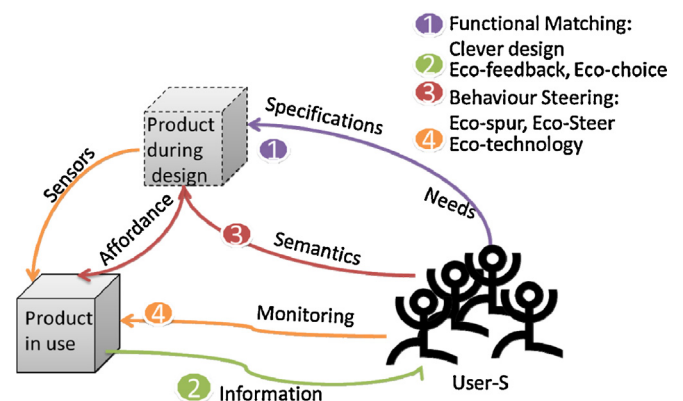 1 Functional Matching:
Clever design
2 Eco-feedback, Eco-choice
3 Behaviour Steering:
Eco-spur, Eco-Steer
4 Eco-technology
Specifications
Product
during
design
1
Sensors
Needs
Affordance
3
Semantics
Product
in use
4
Monitoring
2 Information
User-S